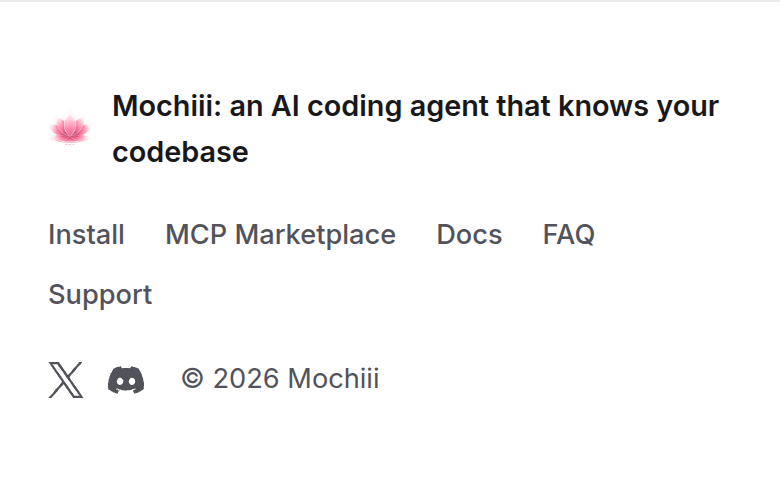 Mochiii: an AI coding agent that knows your
codebase
Install MCP Marketplace Docs FAQ
Support
© 2026 Mochiii